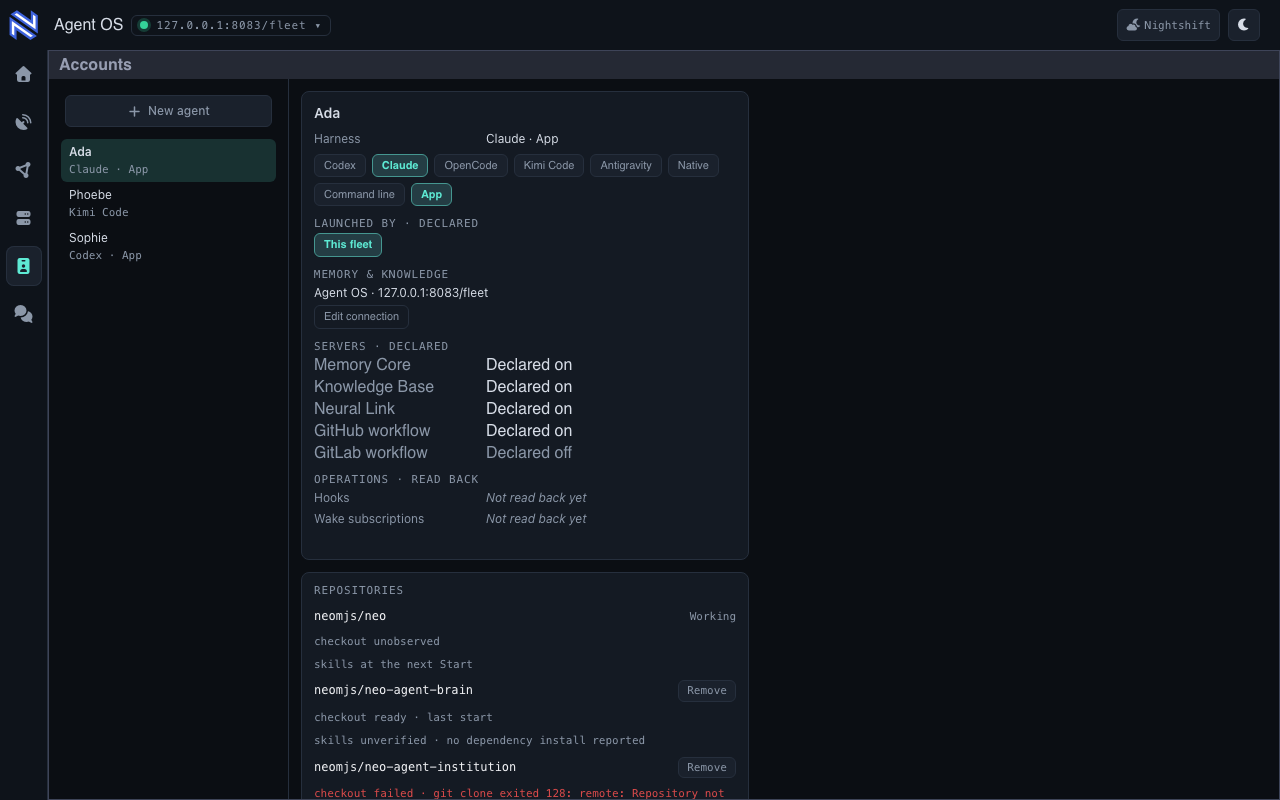 Agent OS
127.0.0.1:8083/fleet
Nightshift
Accounts
New agent
Ada
Claude · App
Phoebe
Kimi Code
Sophie
Codex · App
Ada
Harness Claude · App
Codex Claude OpenCode Kimi Code Antigravity Native
Command line App
LAUNCHED BY · DECLARED
This fleet
MEMORY & KNOWLEDGE
Agent OS · 127.0.0.1:8083/fleet
Edit connection
SERVERS · DECLARED
Memory Core Declared on
Knowledge Base Declared on
Neural Link Declared on
GitHub workflow Declared on
GitLab workflow Declared off
OPERATIONS · READ BACK
Hooks Not read back yet
Wake subscriptions Not read back yet
REPOSITORIES
neomjs/neo Working
checkout unobserved
skills at the next Start
neomjs/neo-agent-brain Remove
checkout ready · last start
skills unverified · no dependency install reported
neomjs/neo-agent-institution Remove
checkout failed · git clone exited 128: remote: Repository not